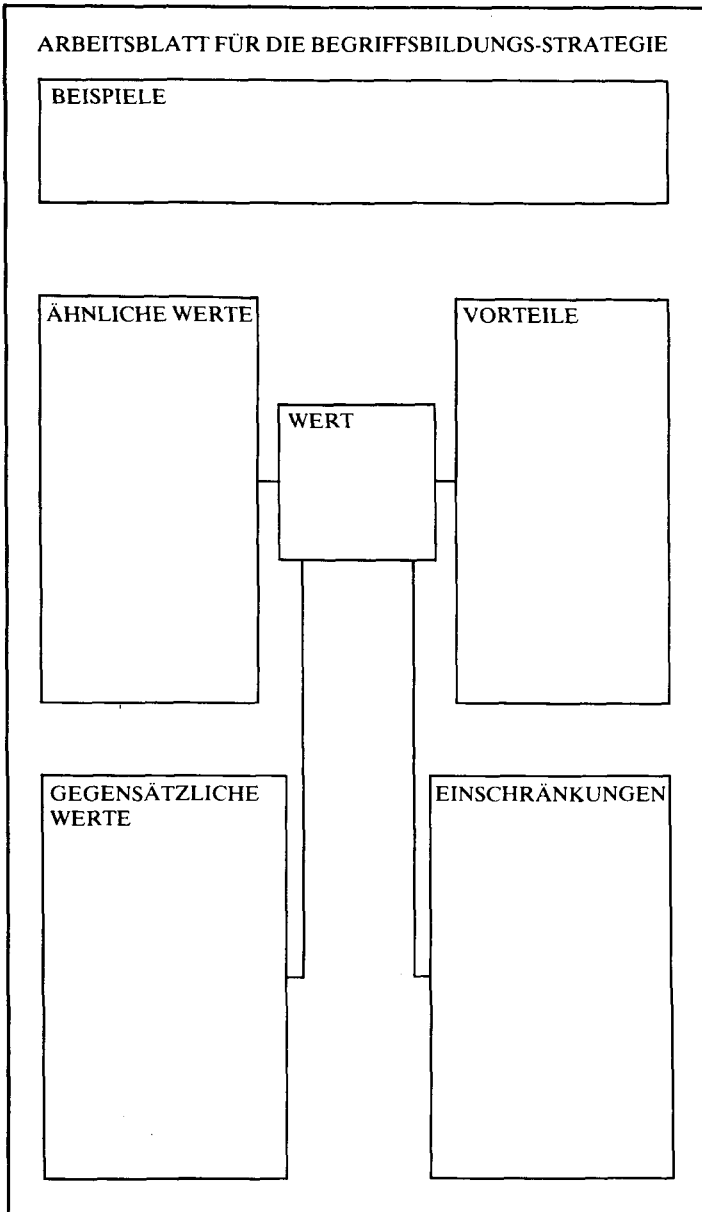 ARBEITSBLATT FÜR DIE BEGRIFFSBILDUNGS-STRATEGIE
BEISPIELE
ÄHNLICHE WERTE
VORTEILE
WERT
GEGENSÄTZLICHE
WERTE
EINSCHRÄNKUNGEN